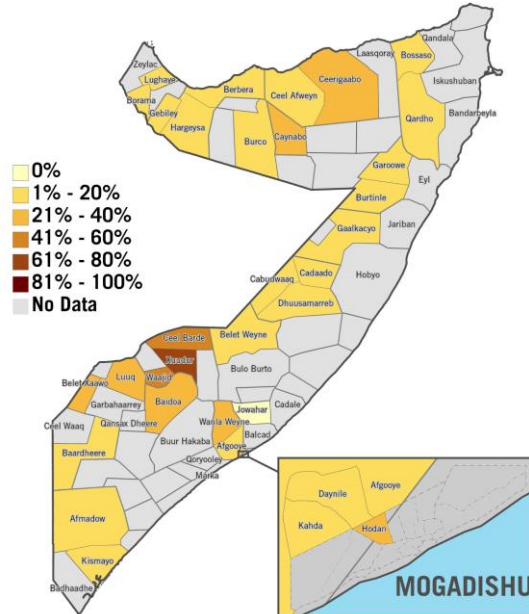 Zeylac
Lughaye
Borama
Gebiley
Hargeysa
Berbera
Ceel Afweyn
Burco
Caynabo
Ceerigaabo
Laasqoray
Bossaso
Qandala
Iskushuban
Bandarbeyla
Qardho
Garoowe
Eyl
Burtinle
Jariban
Gaalkacyo
Hobyo
Cabudwaaq
Cadaado
Dhuusamarreb
0%
1% - 20%
21% - 40%
41% - 60%
61% - 80%
81% - 100%
No Data
Ceel Barde
Belet Weyne
Xuddur
Waajid
Luuq
Belet Xaawo
Garbahaarrey
Baidoa
Bulo Burto
Jowahar
Cadale
Ceel Waaq
Qansax Dheere
Wanla Weyne
Balcad
Buur Hakaba
Afgooye
Baardheere
Qoryooley
Marka
Afmadow
Kismayo
Badhaadhe
Daynile
Afgooye
Kahda
Hodan
MOGADISHU